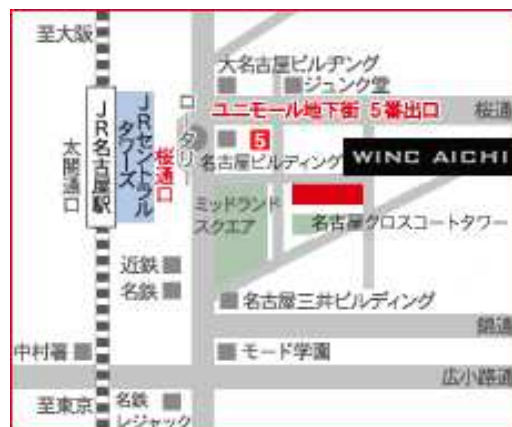 至大阪
大名古屋ビルヂング
ジュンク堂
ユニモール地下街 5番出口
桜通
ロータリー
JRセントラル
タワーズ
JR名古屋駅
太閤通口
桜通口
5
名古屋ビルディング
WINC AICHI
ミッドランド
スクエア
名古屋クロスコートタワー
近鉄
名鉄
名古屋三井ビルディング
錦通
中村署
モード学園
広小路通
至東京
名鉄
レジャック